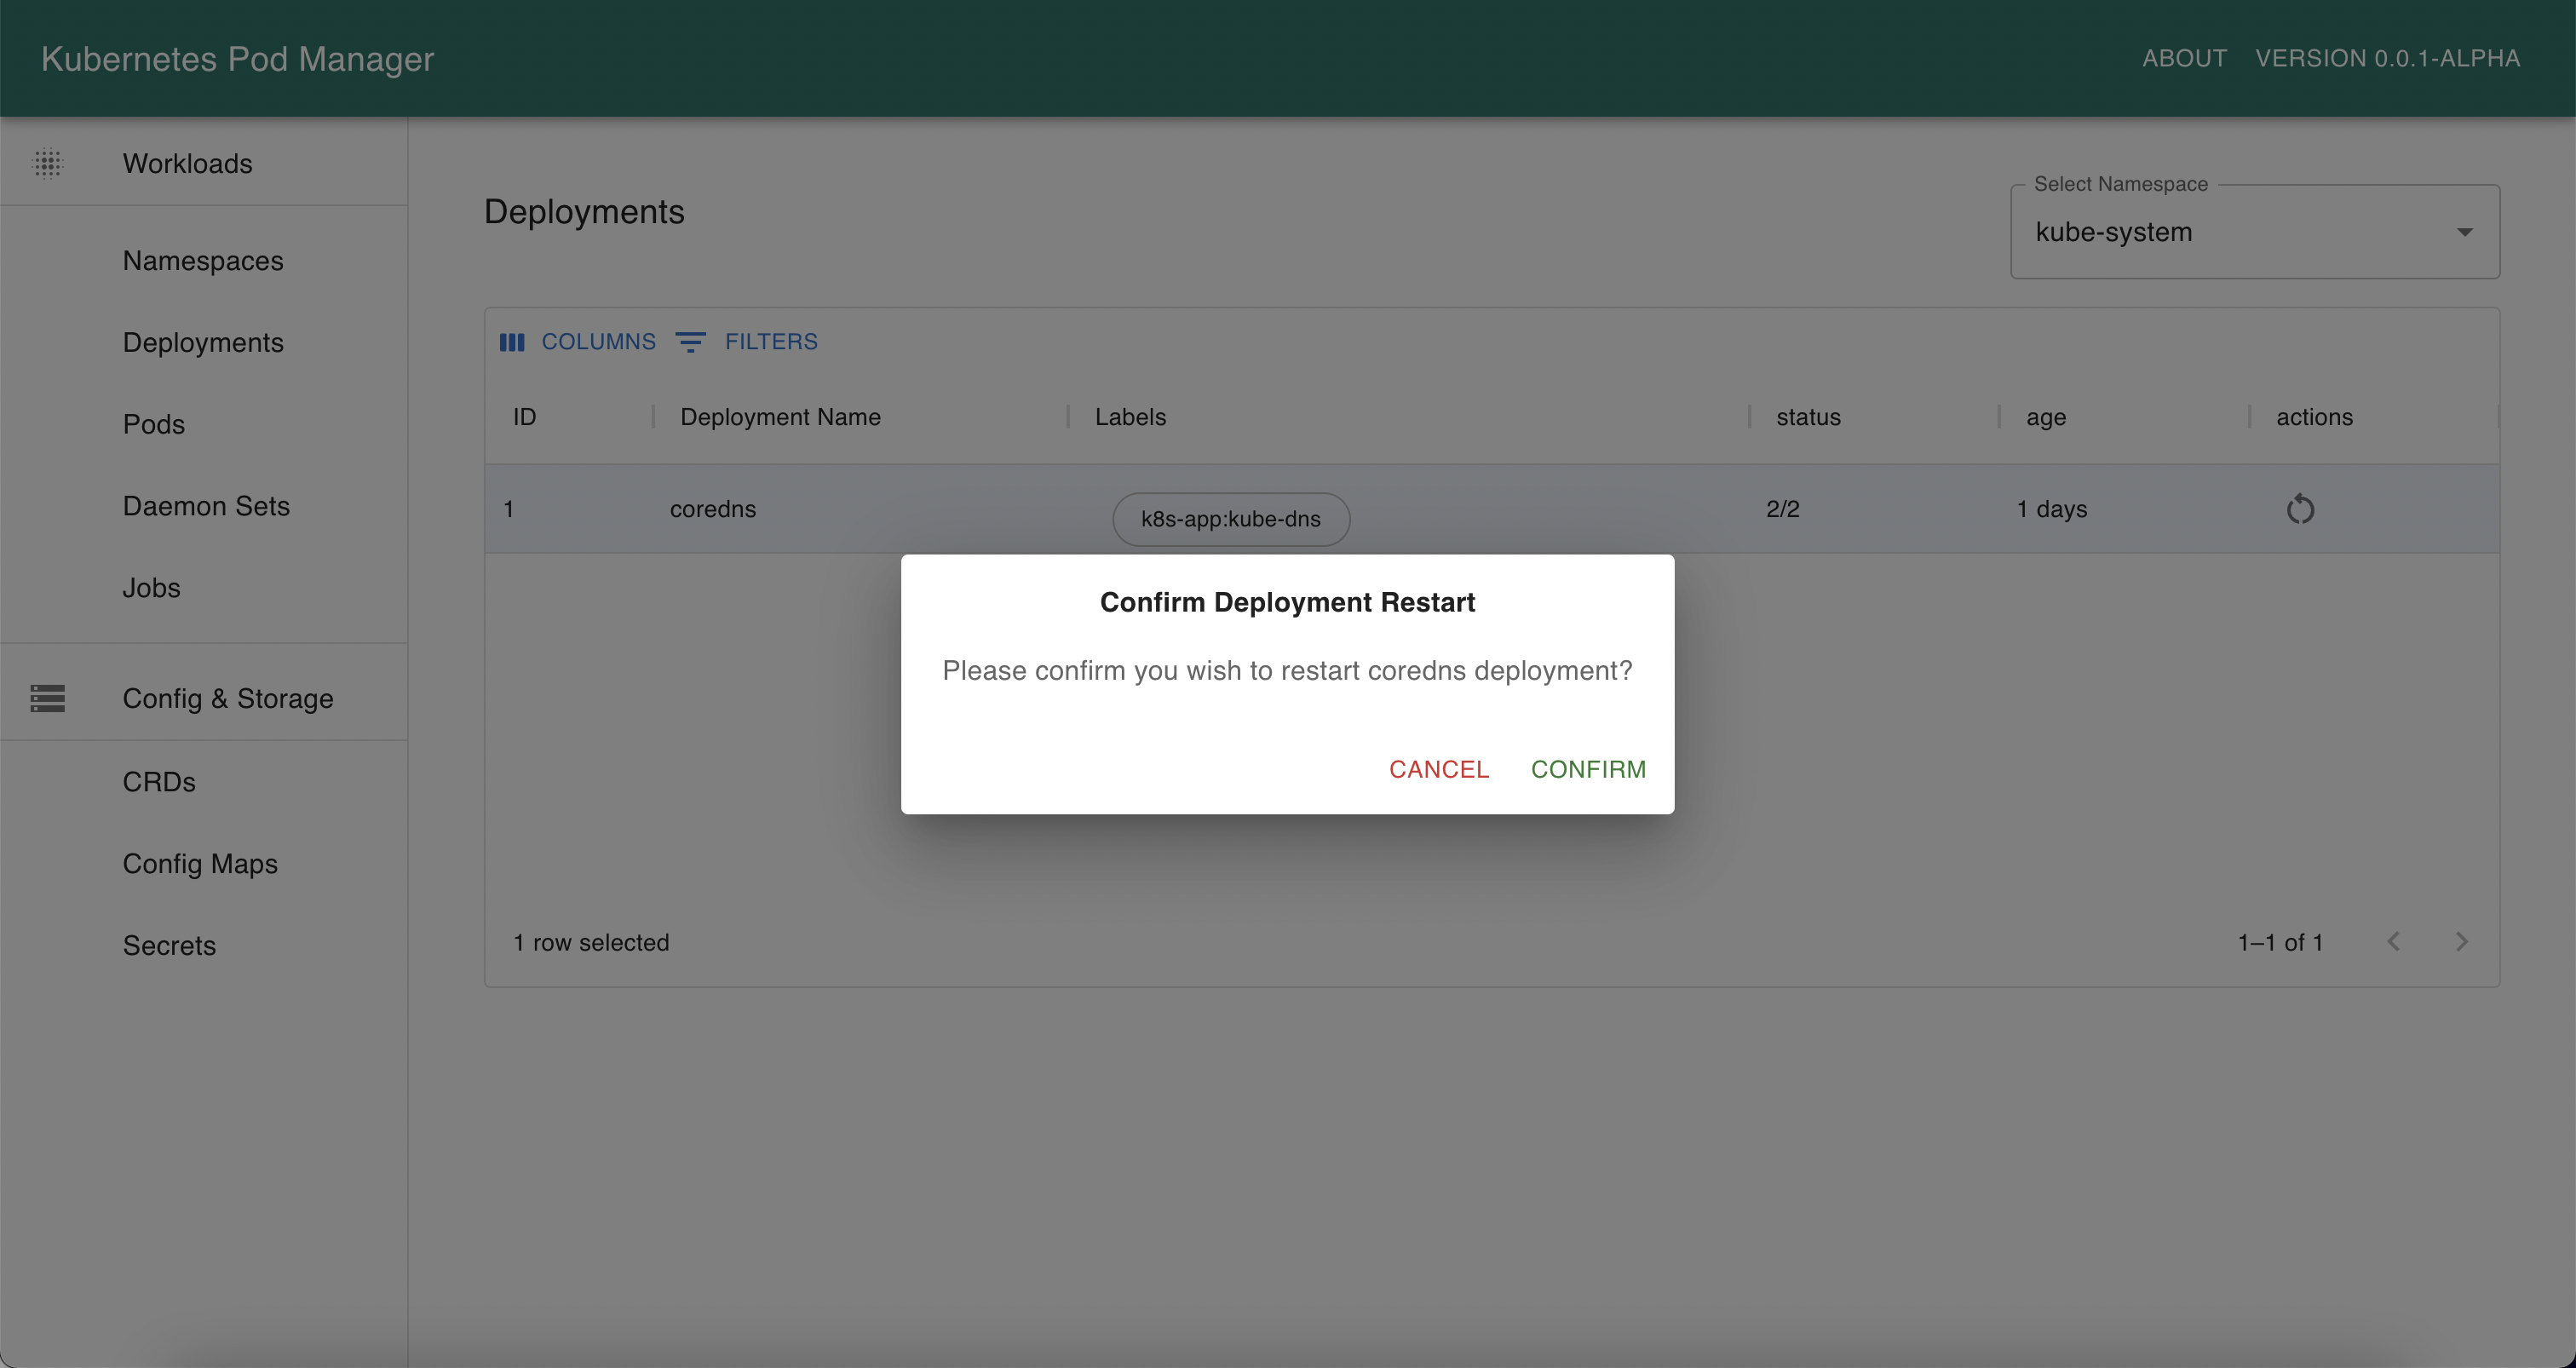 Kubernetes Pod Manager
ABOUT VERSION 0.0.1-ALPHA
Workloads
Namespaces
Deployments
Pods
Daemon Sets
Jobs
Config & Storage
CRDs
Config Maps
Secrets
Deployments
Select Namespace
kube-system
COLUMNS FILTERS
ID Deployment Name Labels status age actions
1 coredns k8s-app:kube-dns 2/2 1 days
Confirm Deployment Restart
Please confirm you wish to restart coredns deployment?
CANCEL CONFIRM
1 row selected
1–1 of 1